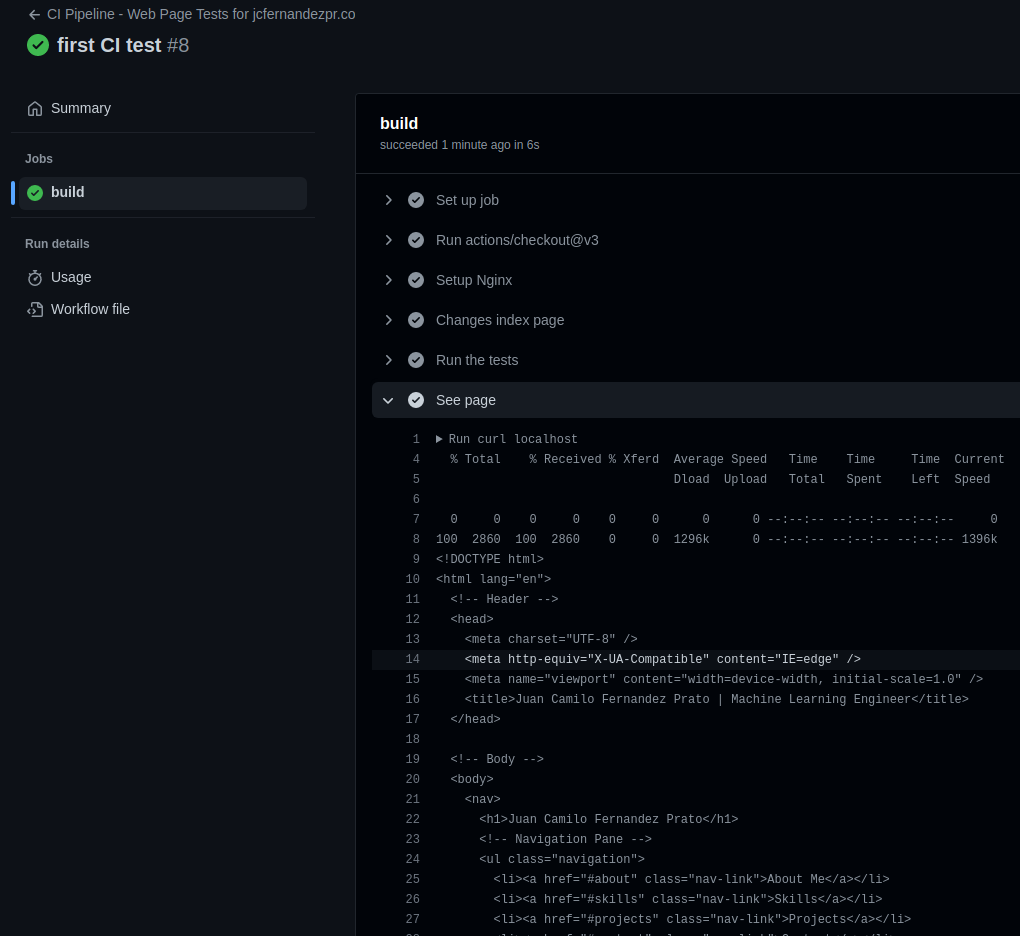 CI Pipeline - Web Page Tests for jcfernandezpr.co
first CI test #8
Summary
Jobs
build
Run details
Usage
Workflow file
build
succeeded 1 minute ago in 6s
Set up job
Run actions/checkout@v3
Setup Nginx
Changes index page
Run the tests
See page
1 Run curl localhost
4 % Total % Received % Xferd Average Speed Time Time Time Current
5 Dload Upload Total Spent Left Speed
6
7 0 0 0 0 0 0 0 0 --:--:-- --:--:-- --:--:-- 0
8 100 2860 100 2860 0 0 1296k 0 --:--:-- --:--:-- --:--:-- 1396k
9 <!DOCTYPE html>
10 <html lang="en">
11 <!-- Header -->
12 <head>
13 <meta charset="UTF-8" />
14 <meta http-equiv="X-UA-Compatible" content="IE=edge" />
15 <meta name="viewport" content="width=device-width, initial-scale=1.0" />
16 <title>Juan Camilo Fernandez Prato | Machine Learning Engineer</title>
17 </head>
18
19 <!-- Body -->
20 <body>
21 <nav>
22 <h1>Juan Camilo Fernandez Prato</h1>
23 <!-- Navigation Pane -->
24 <ul class="navigation">
25 <li><a href="#about" class="nav-link">About Me</a></li>
26 <li><a href="#skills" class="nav-link">Skills</a></li>
27 <li><a href="#projects" class="nav-link">Projects</a></li>